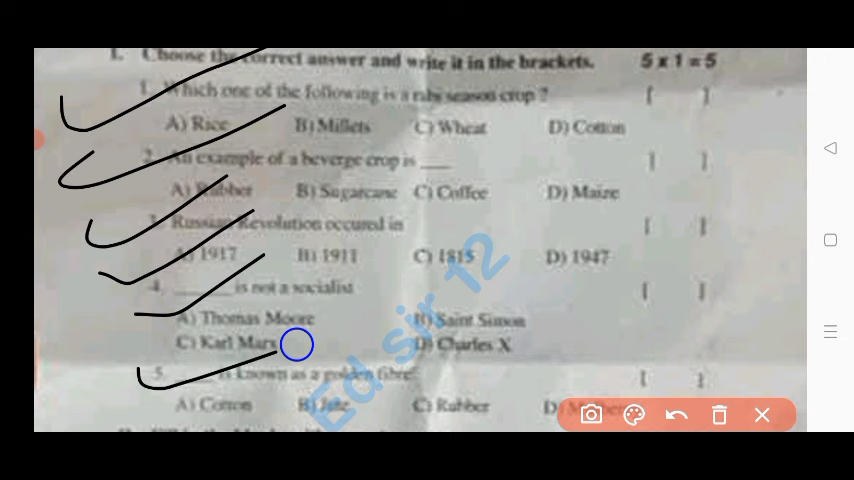 I. Choose the correct answer and write it in the brackets. 5 x 1 = 5
1. Which one of the following is a rabi season crop ? [ ]
A) Rice B) Millets C) Wheat D) Cotton
2. An example of a beverge crop is ___ [ ]
A) Rubber B) Sugarcane C) Coffee D) Maize
3. Russian Revolution occured in [ ]
A) 1917 B) 1911 C) 1815 D) 1947
4. ______ is not a socialist [ ]
A) Thomas Moore B) Saint Simon
C) Karl Marx D) Charles X
5. ____ is known as a golden fibre [ ]
A) Cotton B) Jute C) Rubber D)
Ed sir 12